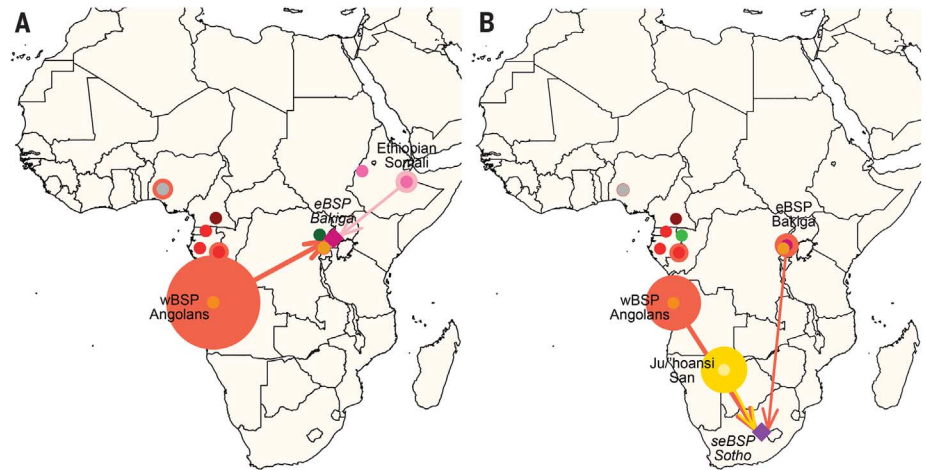 A
Ethiopian
Somali
eBSP
Bakiga
wBSP
Angolans
B
eBSP
Bakiga
wBSP
Angolans
Ju/'hoansi
San
seBSP
Sotho